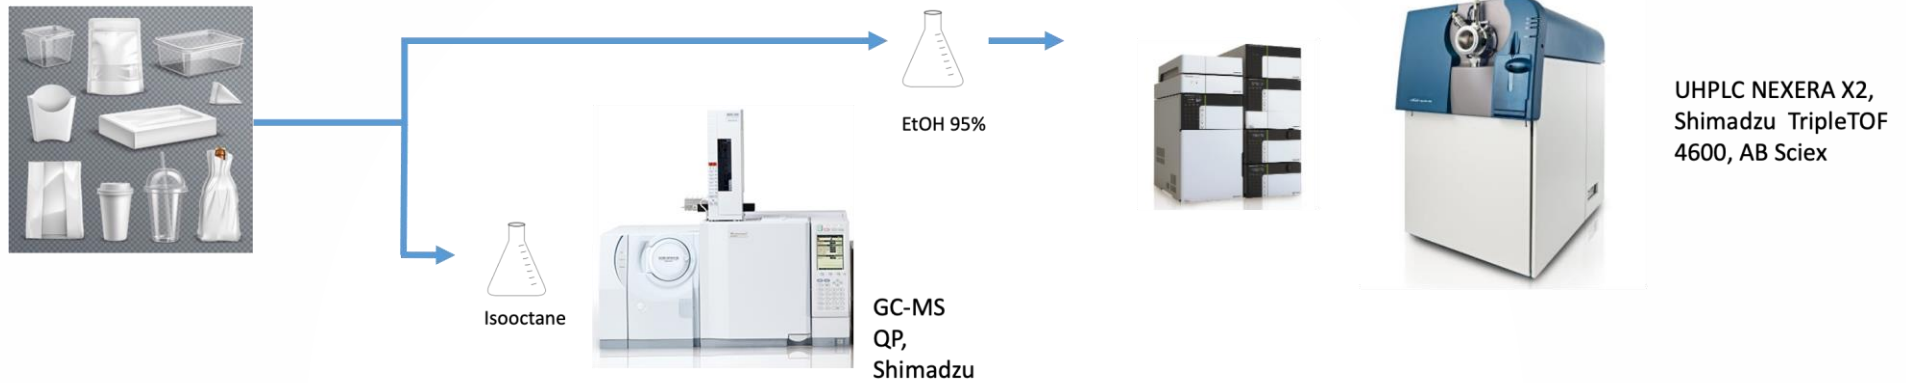 EtOH 95%
UHPLC NEXERA X2,
Shimadzu TripleTOF
4600, AB Sciex
Isooctane
GC-MS
QP,
Shimadzu